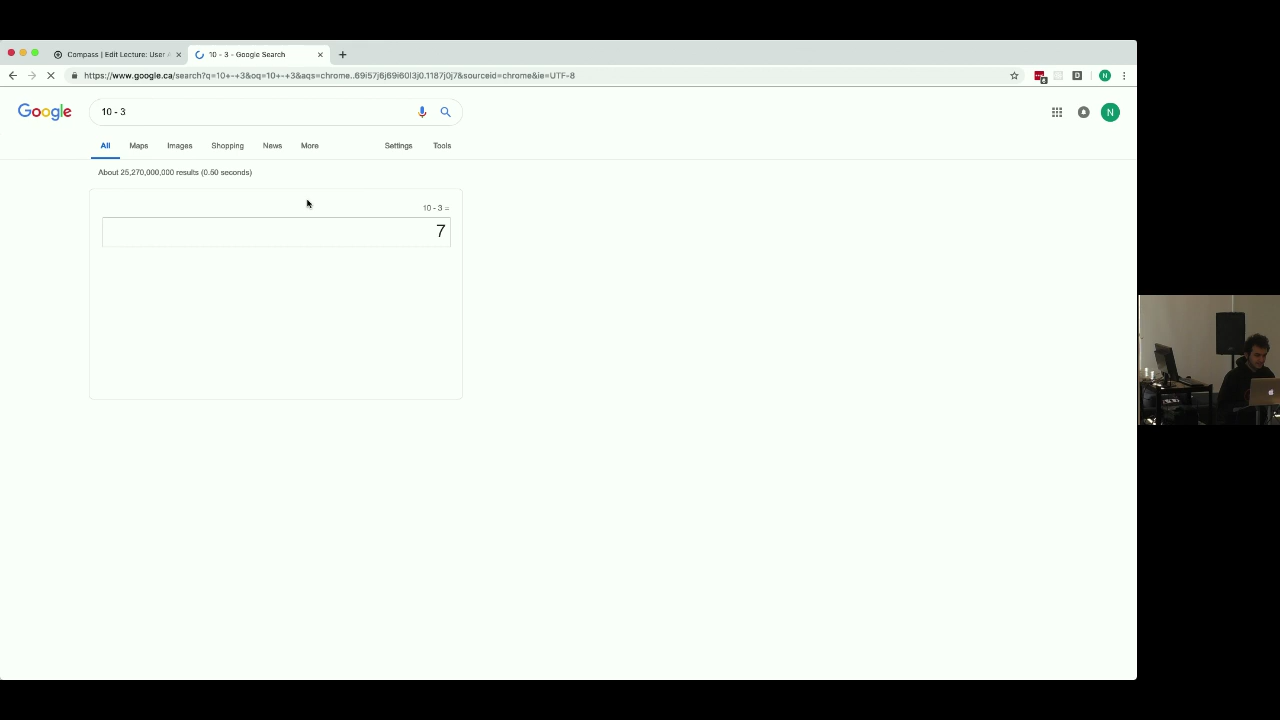 Compass | Edit Lecture: User A
10 - 3 - Google Search
https://www.google.ca/search?q=10+-+3&oq=10+-+3&aqs=chrome..69i57j6j69i60l3j0.1187j0j7&sourceid=chrome&ie=UTF-8
N
Google
10 - 3
N
All
Maps
Images
Shopping
News
More
Settings
Tools
About 25,270,000,000 results (0.50 seconds)
10 - 3 =
7